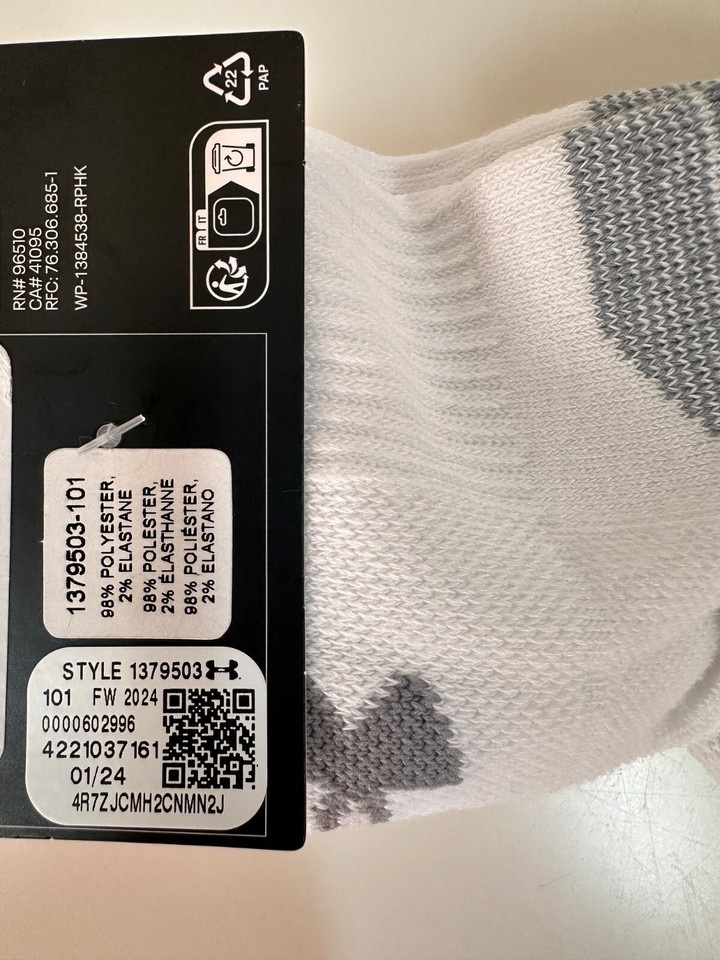 22
PAP
FR
IT
RN# 96510
CA# 41095
RFC: 76.306.685-1
WP-1384538-RPHK
1379503-101
98% POLYESTER,
2% ELASTANE
98% POLESTER,
2% ÉLASTHANNE
98% POLIÉSTER,
2% ELASTANO
STYLE 1379503
101 FW 2024
0000602996
4221037161
01/24
4R7ZJCMH2CNMN2J